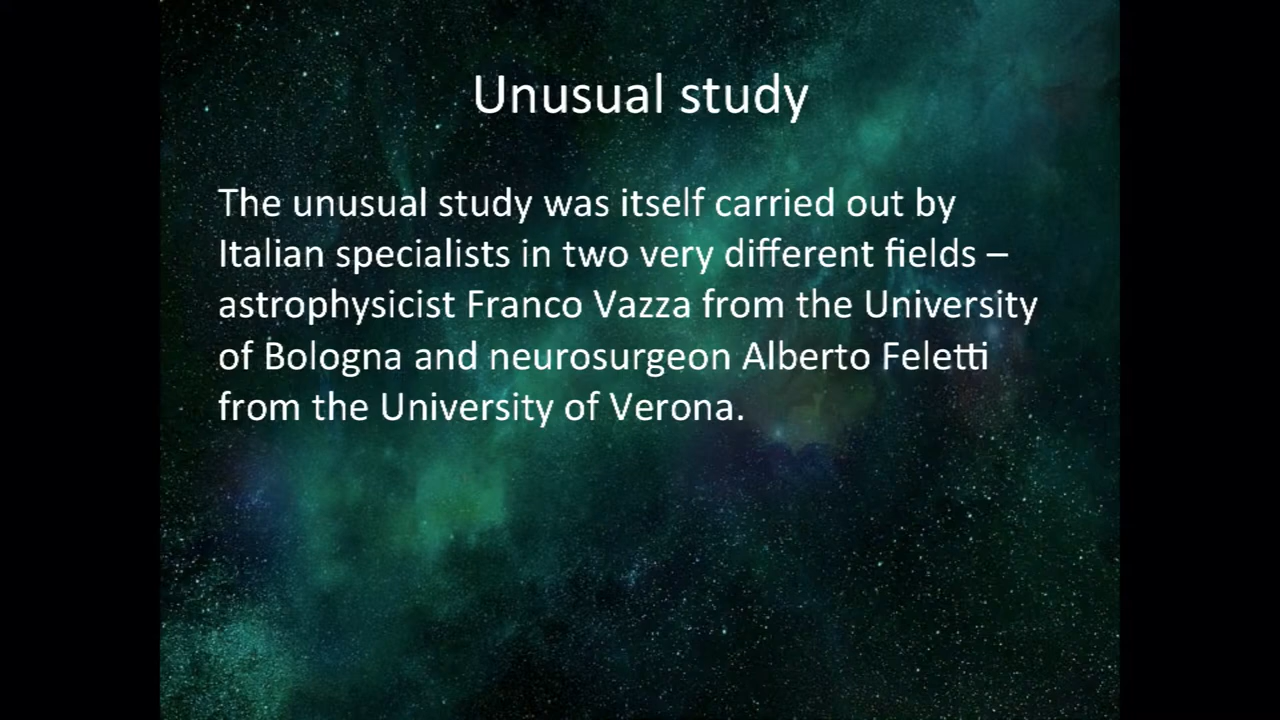 Unusual study
The unusual study was itself carried out by
Italian specialists in two very different fields –
astrophysicist Franco Vazza from the University
of Bologna and neurosurgeon Alberto Feletti
from the University of Verona.